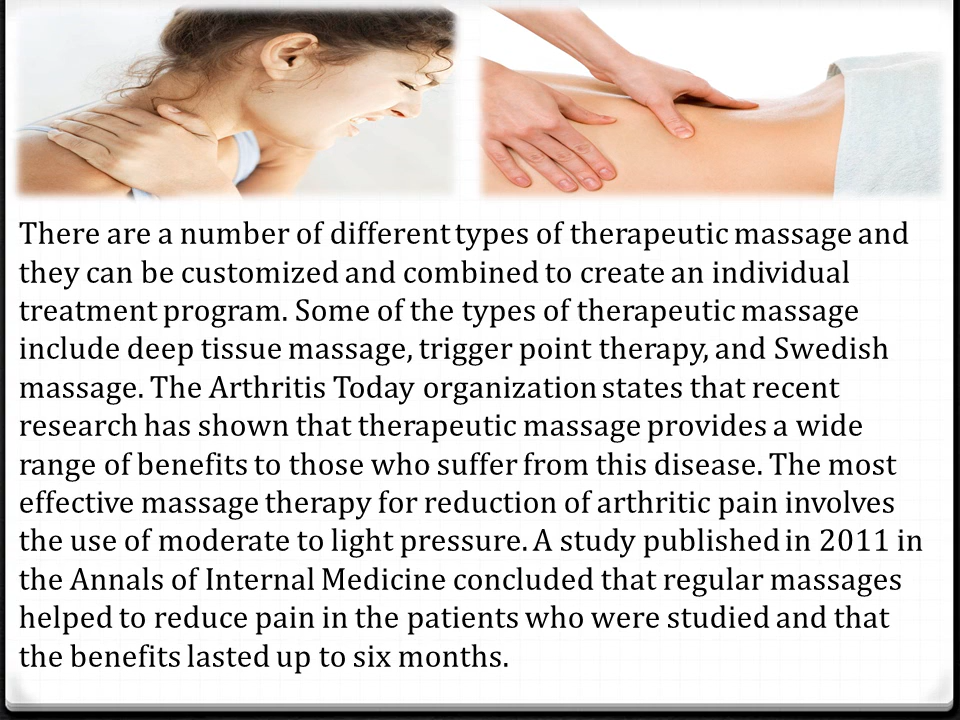 There are a number of different types of therapeutic massage and
they can be customized and combined to create an individual
treatment program. Some of the types of therapeutic massage
include deep tissue massage, trigger point therapy, and Swedish
massage. The Arthritis Today organization states that recent
research has shown that therapeutic massage provides a wide
range of benefits to those who suffer from this disease. The most
effective massage therapy for reduction of arthritic pain involves
the use of moderate to light pressure. A study published in 2011 in
the Annals of Internal Medicine concluded that regular massages
helped to reduce pain in the patients who were studied and that
the benefits lasted up to six months.